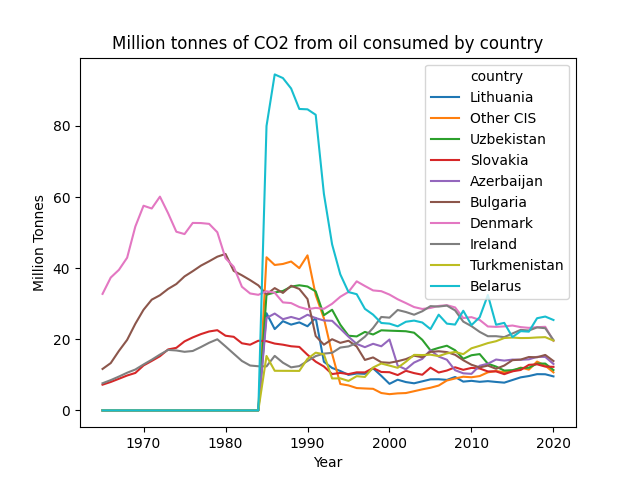 Million tonnes of CO2 from oil consumed by country
Million Tonnes
80
60
40
20
0
1970
1980
1990
2000
2010
2020
Year
country
Lithuania
Other CIS
Uzbekistan
Slovakia
Azerbaijan
Bulgaria
Denmark
Ireland
Turkmenistan
Belarus